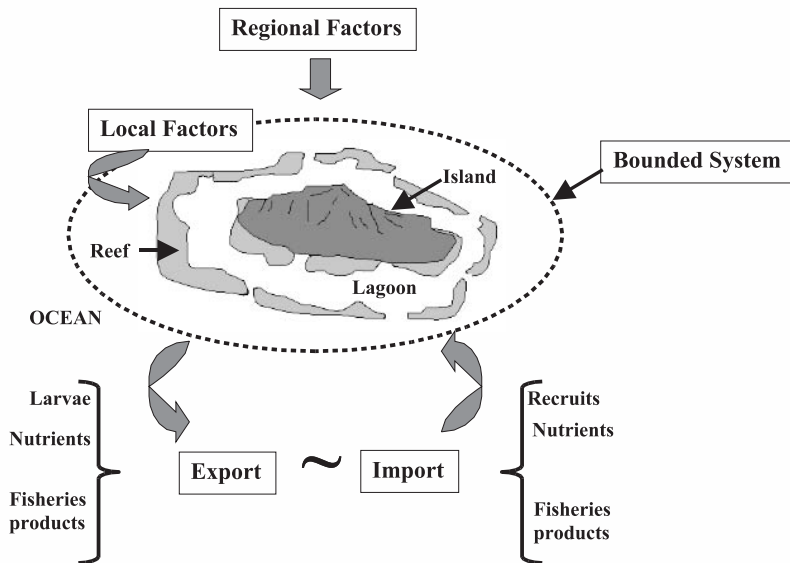 Regional Factors
Local Factors
Bounded System
Island
Reef
Lagoon
OCEAN
Larvae
Nutrients
Fisheries
products
Export
~
Import
Recruits
Nutrients
Fisheries
products